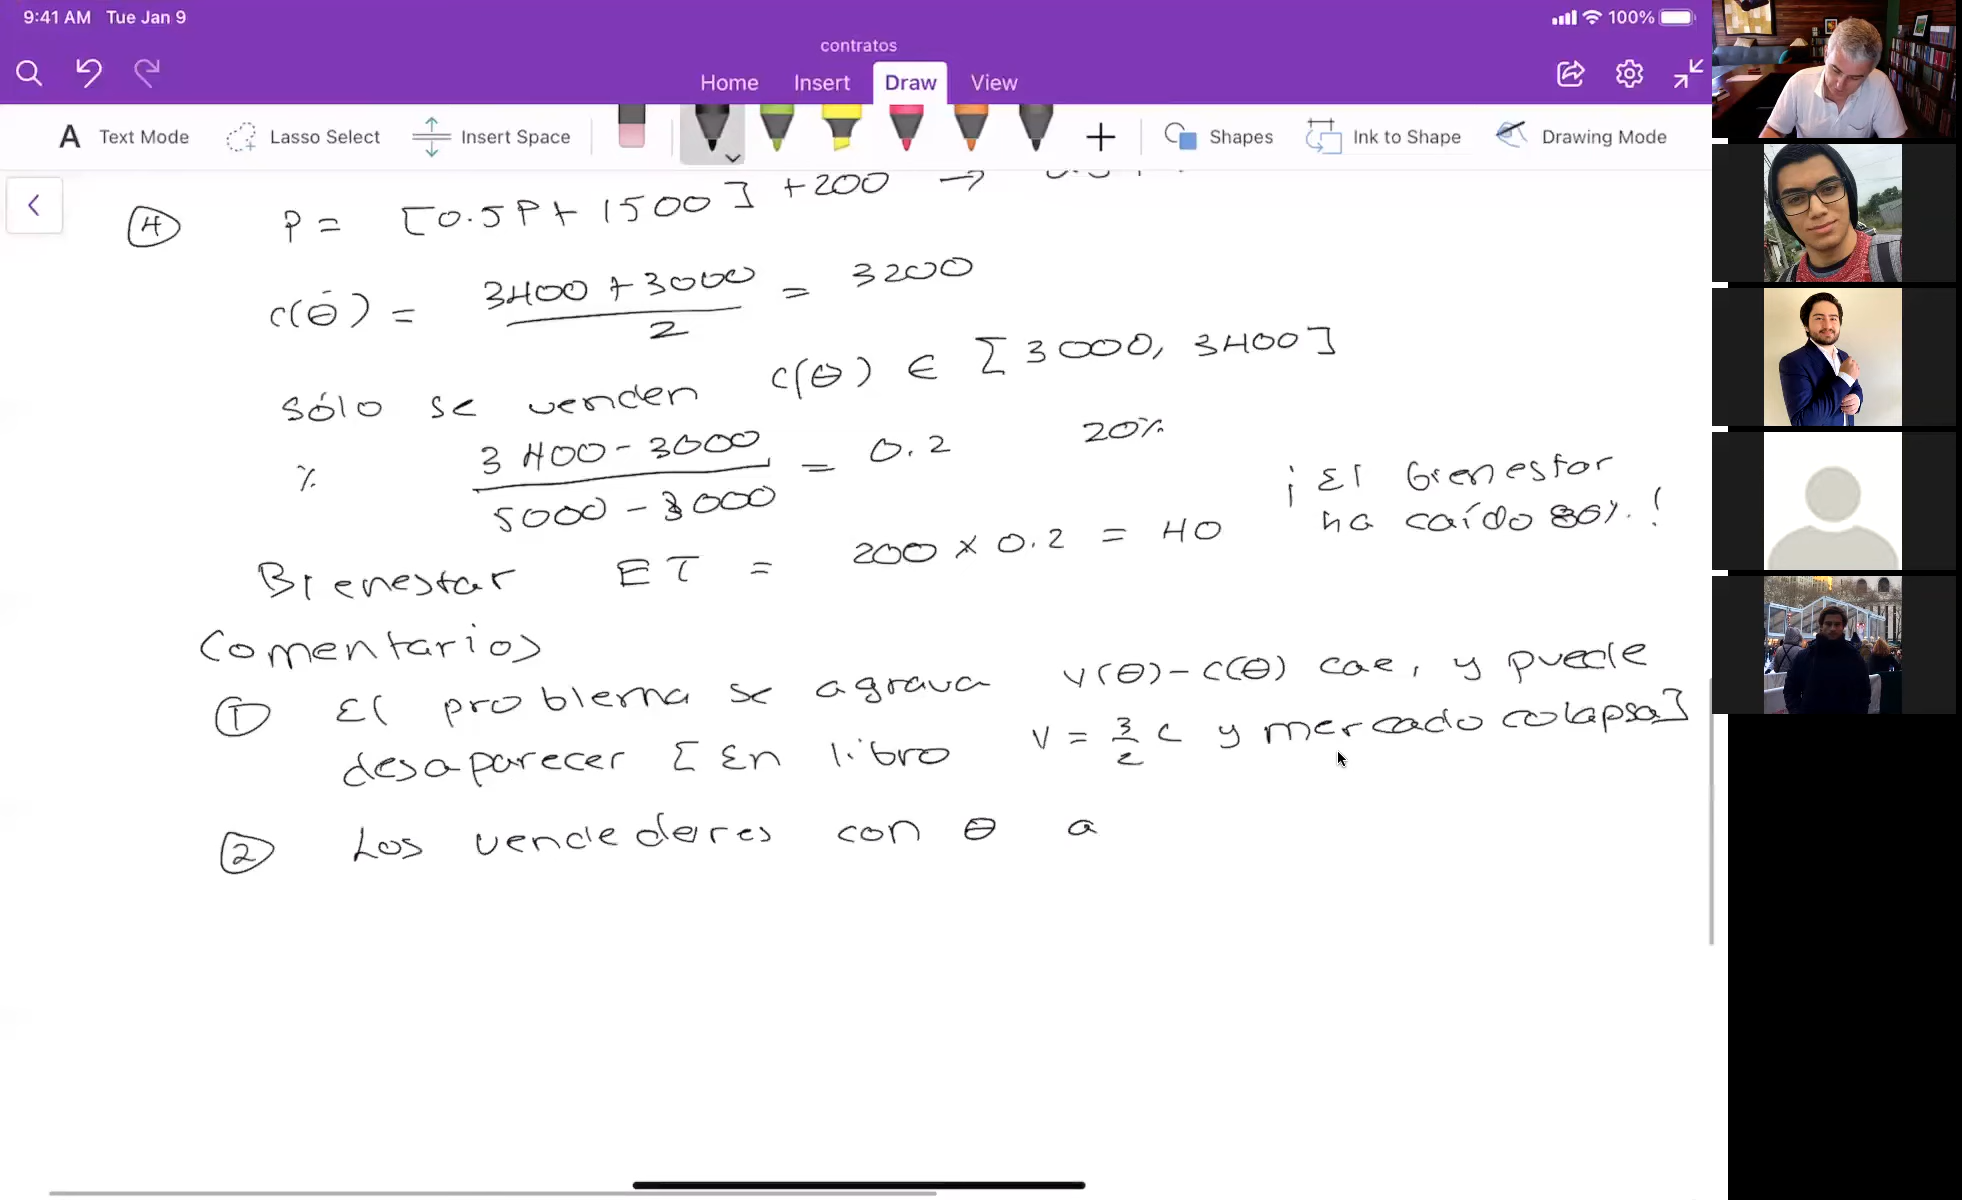 9:41 AM Tue Jan 9
100%
contratos
Home Insert Draw View
A Text Mode Lasso Select Insert Space Shapes Ink to Shape Drawing Mode
④ P = [0.5P + 1500] + 200 →
c(θ̄) = (3400 + 3000)/2 = 3200
sólo se venden c(θ) ∈ [3000, 3400]
% (3400 - 3000)/(5000 - 3000) = 0.2 20%
¡El bienestar
ha caído 80%.!
Bienestar ET = 200 x 0.2 = 40
Comentarios
① El problema se agrava v(θ)-c(θ) cae, y puede
desaparecer [En libro v = 3/2 c y mercado colapsa]
② Los vendedores con θ a